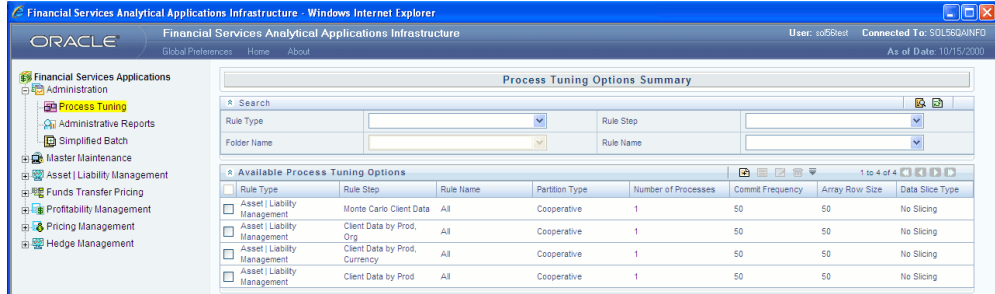 Financial Services Analytical Applications Infrastructure - Windows Internet Explorer
ORACLE
Financial Services Analytical Applications Infrastructure
User: sol56test Connected To: SOL56QAINFO
Global Preferences Home About
As of Date: 10/15/2000
Financial Services Applications
Administration
Process Tuning
Administrative Reports
Simplified Batch
Master Maintenance
Asset | Liability Management
Funds Transfer Pricing
Profitability Management
Pricing Management
Hedge Management
Process Tuning Options Summary
Search
Rule Type Rule Step
Folder Name Rule Name
Available Process Tuning Options 1 to 4 of 4
Rule Type Rule Step Rule Name Partition Type Number of Processes Commit Frequency Array Row Size Data Slice Type
Asset | Liability Management Monte Carlo Client Data All Cooperative 1 50 50 No Slicing
Asset | Liability Management Client Data by Prod, Org All Cooperative 1 50 50 No Slicing
Asset | Liability Management Client Data by Prod, Currency All Cooperative 1 50 50 No Slicing
Asset | Liability Management Client Data by Prod All Cooperative 1 50 50 No Slicing